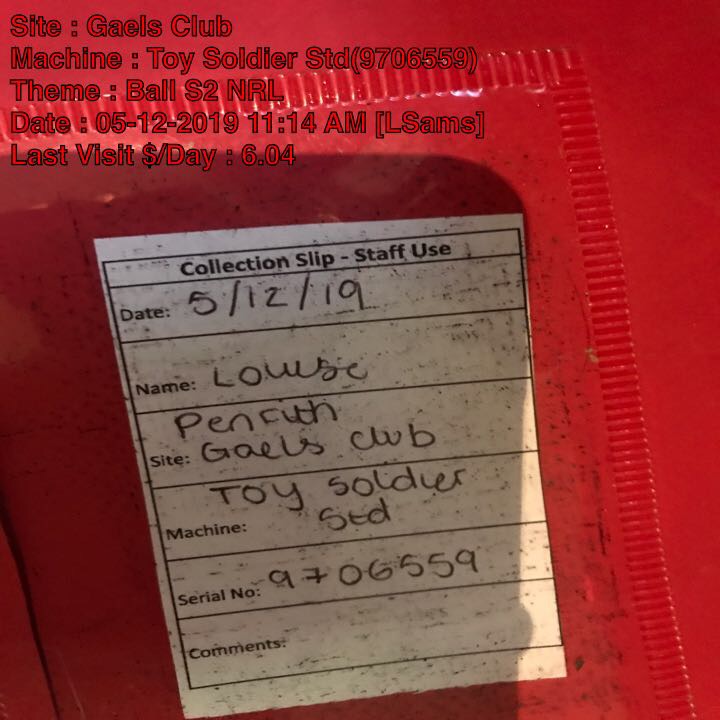 Site : Gaels Club
Machine : Toy Soldier Std(9706559)
Theme : Ball S2 NRL
Date : 05-12-2019 11:14 AM [LSams]
Last Visit $/Day : 6.04
Collection Slip - Staff Use
Date: 5/12/19
Name: Louise
Penrith
Site: Gaels club
Toy Soldier
Machine: Std
Serial No: 9706559
Comments: